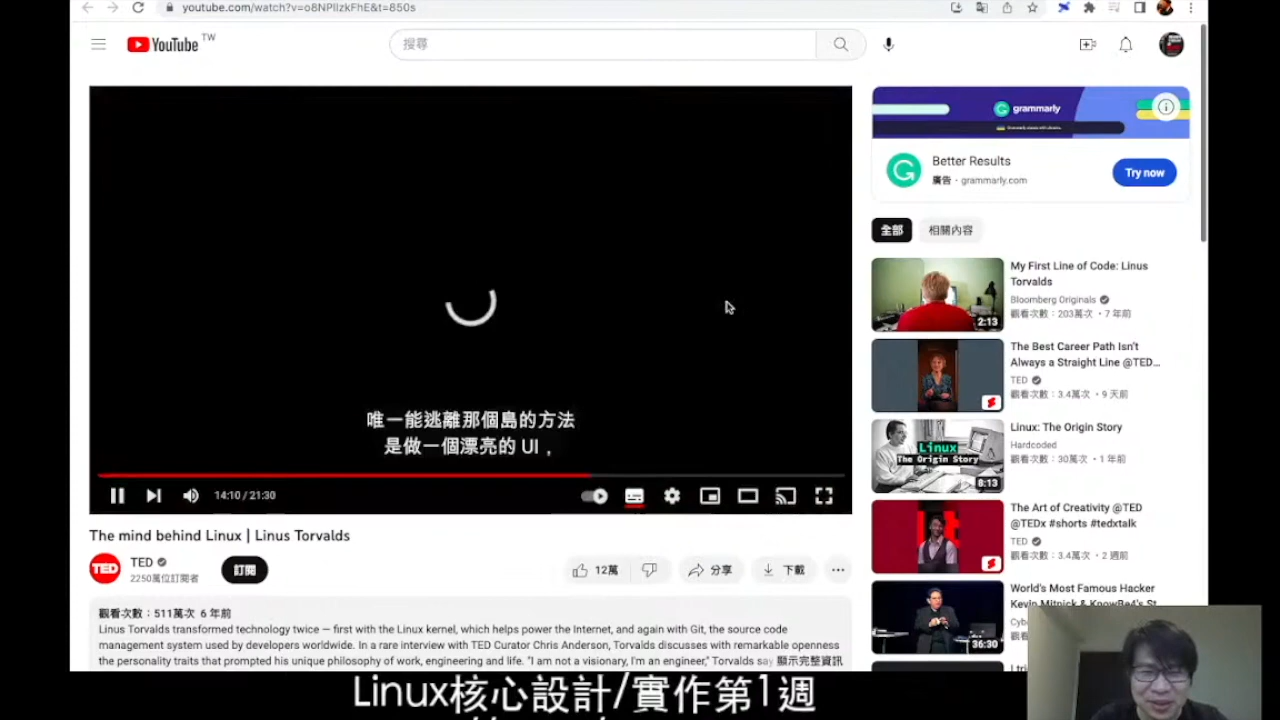 youtube.com/watch?v=o8NPllzkFhE&t=850s
YouTube TW
搜尋
唯一能逃離那個島的方法
是做一個漂亮的 UI，
14:10 / 21:30
The mind behind Linux | Linus Torvalds
TED
2250萬位訂閱者
訂閱
12萬
分享
下載
觀看次數：511萬次 6 年前
Linus Torvalds transformed technology twice — first with the Linux kernel, which helps power the Internet, and again with Git, the source code
management system used by developers worldwide. In a rare interview with TED Curator Chris Anderson, Torvalds discusses with remarkable openness
the personality traits that prompted his unique philosophy of work, engineering and life. "I am not a visionary, I'm an engineer," Torvalds say 顯示完整資訊
grammarly
Better Results
廣告 · grammarly.com
Try now
全部
相關內容
My First Line of Code: Linus
Torvalds
Bloomberg Originals
觀看次數：203萬次 · 7 年前
2:13
The Best Career Path Isn't
Always a Straight Line @TED...
TED
觀看次數：3.4萬次 · 9 天前
Linux
The Origin Story
8:13
Linux: The Origin Story
Hardcoded
觀看次數：30萬次 · 1 年前
The Art of Creativity @TED
@TEDx #shorts #tedxtalk
TED
觀看次數：3.4萬次 · 2 週前
World's Most Famous Hacker
Kevin Mitnick & KnowBe4's St
36:30
Linux核心設計/實作第1週